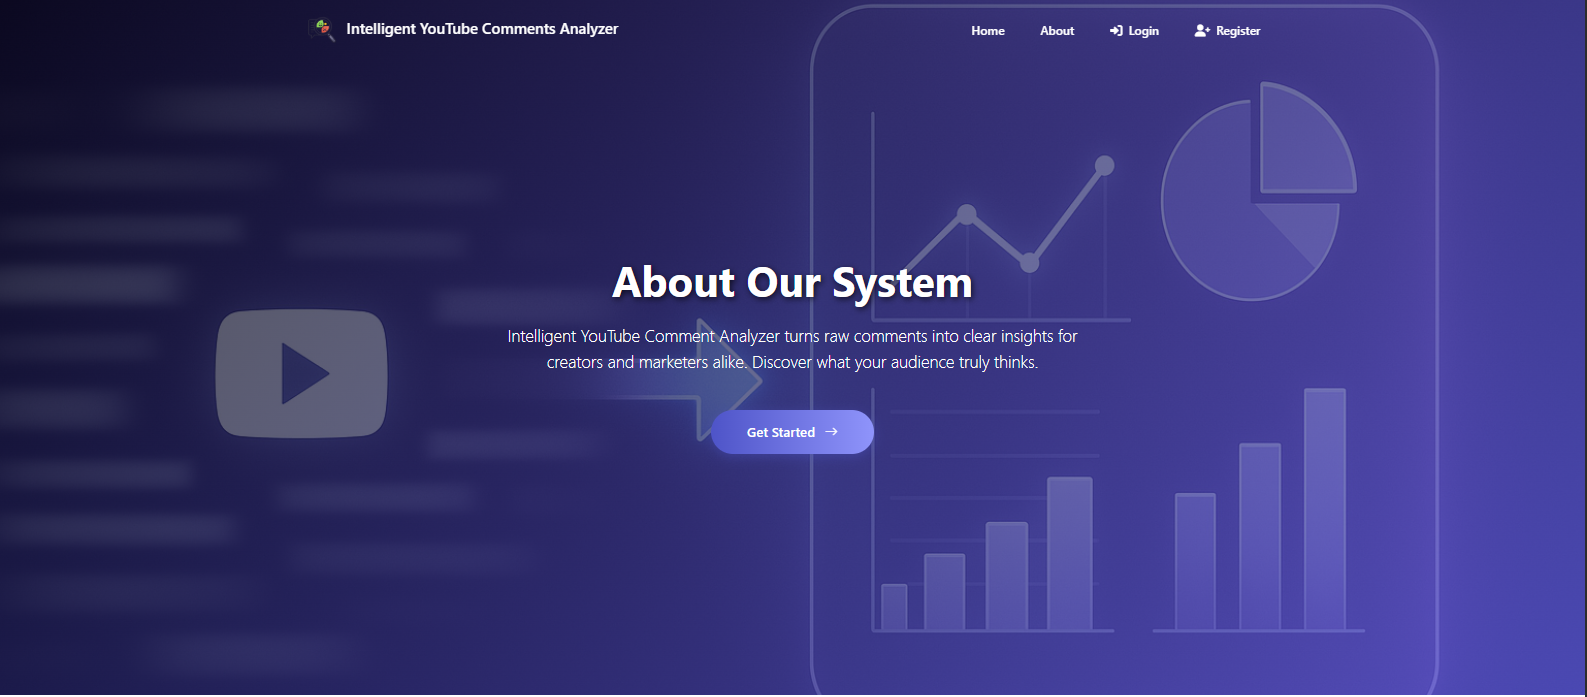 Intelligent YouTube Comments Analyzer
Home About Login Register
About Our System
Intelligent YouTube Comment Analyzer turns raw comments into clear insights for
creators and marketers alike. Discover what your audience truly thinks.
Get Started →